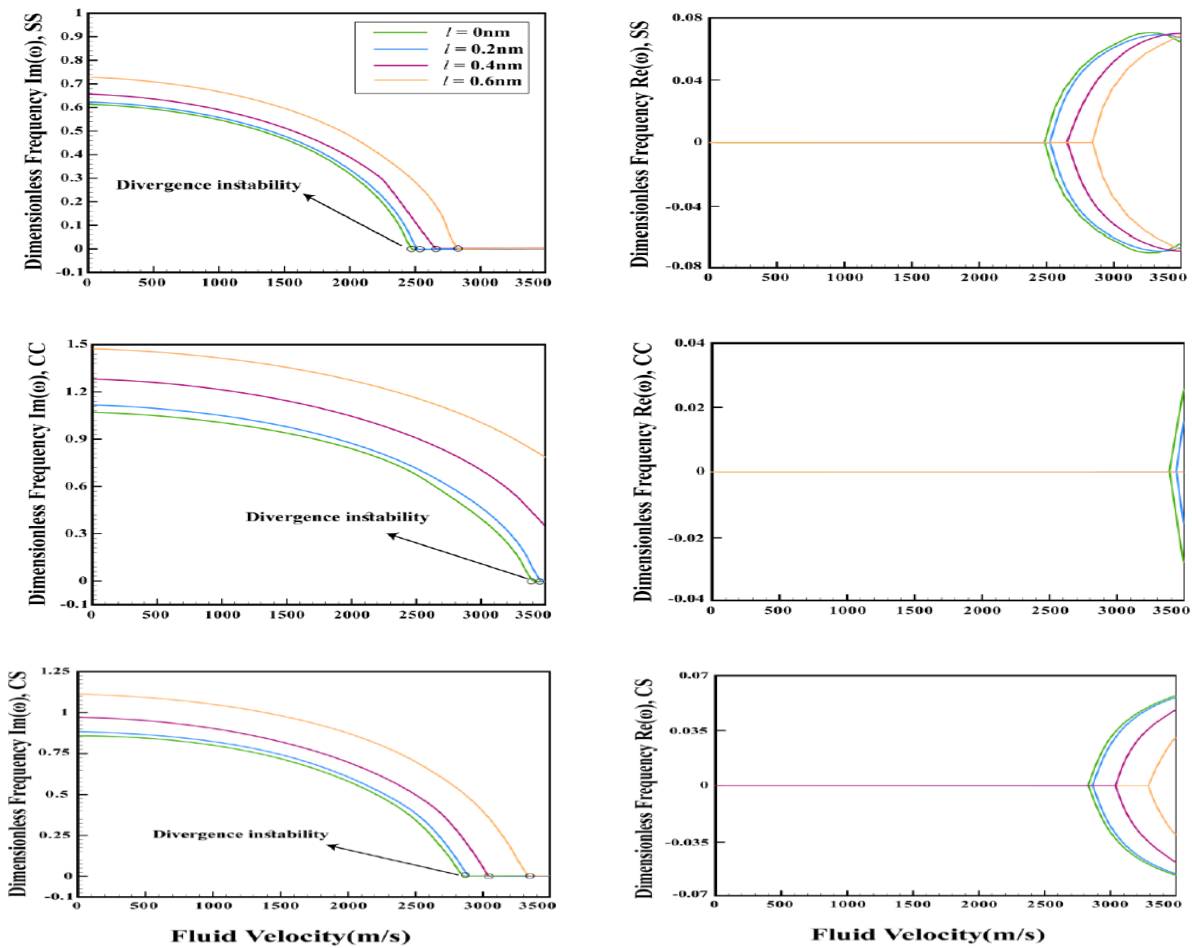 Dimensionless Frequency Im(ω), SS
1
0.9
0.8
0.7
0.6
0.5
0.4
0.3
0.2
0.1
0
-0.1
l = 0nm
l = 0.2nm
l = 0.4nm
l = 0.6nm
Divergence instability
0 500 1000 1500 2000 2500 3000 3500
Dimensionless Frequency Re(ω), SS
0.08
0.04
0
-0.04
-0.08
0 500 1000 1500 2000 2500 3000 3500
Dimensionless Frequency Im(ω), CC
1.5
1.2
0.9
0.6
0.3
0
-0.1
Divergence instability
0 500 1000 1500 2000 2500 3000 3500
Dimensionless Frequency Re(ω), CC
0.04
0.02
0
-0.02
-0.04
0 500 1000 1500 2000 2500 3000 3500
Dimensionless Frequency Im(ω), CS
1.25
1
0.75
0.5
0.25
0
-0.1
Divergence instability
0 500 1000 1500 2000 2500 3000 3500
Fluid Velocity(m/s)
Dimensionless Frequency Re(ω), CS
0.07
0.035
0
-0.035
-0.07
0 500 1000 1500 2000 2500 3000 3500
Fluid Velocity(m/s)